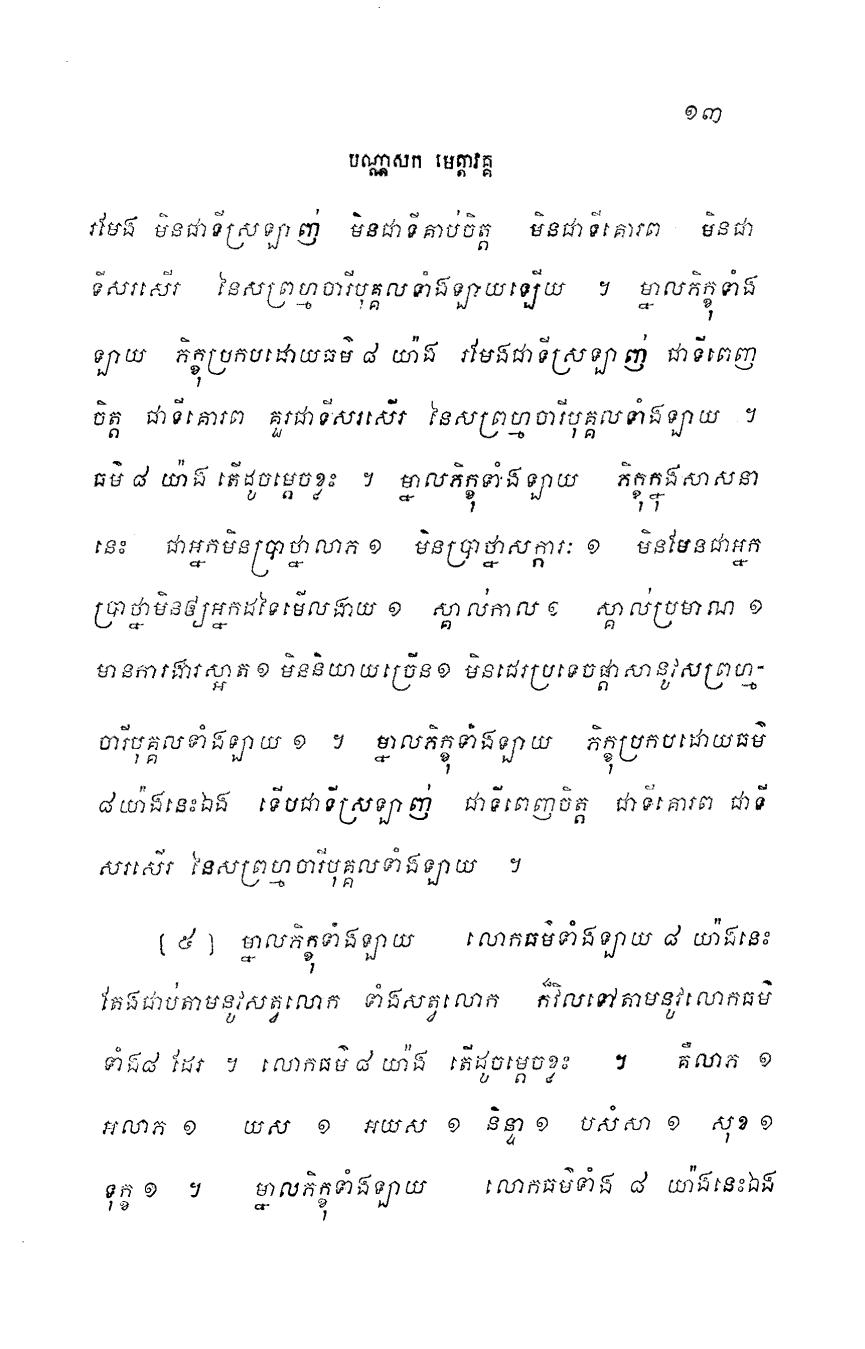 ១៣
បណ្ណាសក មេត្តាវគ្គ
រមែង មិនជាទីស្រឡាញ់ មិនជាទីគាប់ចិត្ត មិនជាទីគោរព មិនជា
ទីសរសើរ នៃសព្រហ្មចារីបុគ្គលទាំងឡាយឡើយ ។ ម្នាលភិក្ខុទាំង
ឡាយ ភិក្ខុប្រកបដោយធម៌ ៨ យ៉ាង រមែងជាទីស្រឡាញ់ ជាទីពេញ
ចិត្ត ជាទីគោរព គួរជាទីសរសើរ នៃសព្រហ្មចារីបុគ្គលទាំងឡាយ ។
ធម៌ ៨ យ៉ាង តើដូចម្តេចខ្លះ ។ ម្នាលភិក្ខុទាំងឡាយ ភិក្ខុក្នុងសាសនា
នេះ ជាអ្នកមិនប្រាថ្នាលាភ ១ មិនប្រាថ្នាសក្ការៈ ១ មិនមែនជាអ្នក
ប្រាថ្នាមិនឲ្យអ្នកដទៃមើលងាយ ១ ស្គាល់កាល ១ ស្គាល់ប្រមាណ ១
មានការងារស្អាត ១ មិននិយាយច្រើន ១ មិនជេរប្រទេចផ្តាសានូវសព្រហ្ម-
ចារីបុគ្គលទាំងឡាយ ១ ។ ម្នាលភិក្ខុទាំងឡាយ ភិក្ខុប្រកបដោយធម៌
៨យ៉ាងនេះឯង ទើបជាទីស្រឡាញ់ ជាទីពេញចិត្ត ជាទីគោរព ជាទី
សរសើរ នៃសព្រហ្មចារីបុគ្គលទាំងឡាយ ។
[ ៥ ] ម្នាលភិក្ខុទាំងឡាយ លោកធម៌ទាំងឡាយ ៨ យ៉ាងនេះ
តែងជាប់តាមនូវសត្វលោក ទាំងសត្វលោក ក៏វិលទៅតាមនូវលោកធម៌
ទាំង៨ ដែរ ។ លោកធម៌ ៨ យ៉ាង តើដូចម្តេចខ្លះ ។ គឺលាភ ១
អលាភ ១ យស ១ អយស ១ និន្ទា ១ បសំសា ១ សុខ ១
ទុក្ខ ១ ។ ម្នាលភិក្ខុទាំងឡាយ លោកធម៌ទាំង ៨ យ៉ាងនេះឯង